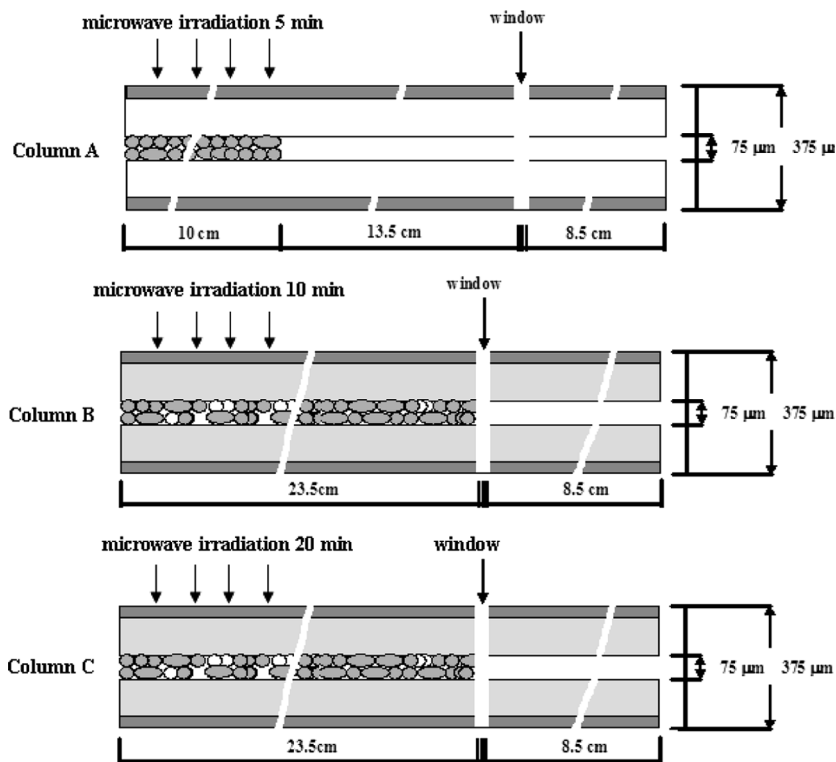 microwave irradiation 5 min
window
Column A
75 µm
375 µ
10 cm
13.5 cm
8.5 cm
microwave irradiation 10 min
window
Column B
75 µm
375 µm
23.5cm
8.5 cm
microwave irradiation 20 min
window
Column C
75 µm
375 µm
23.5cm
8.5 cm